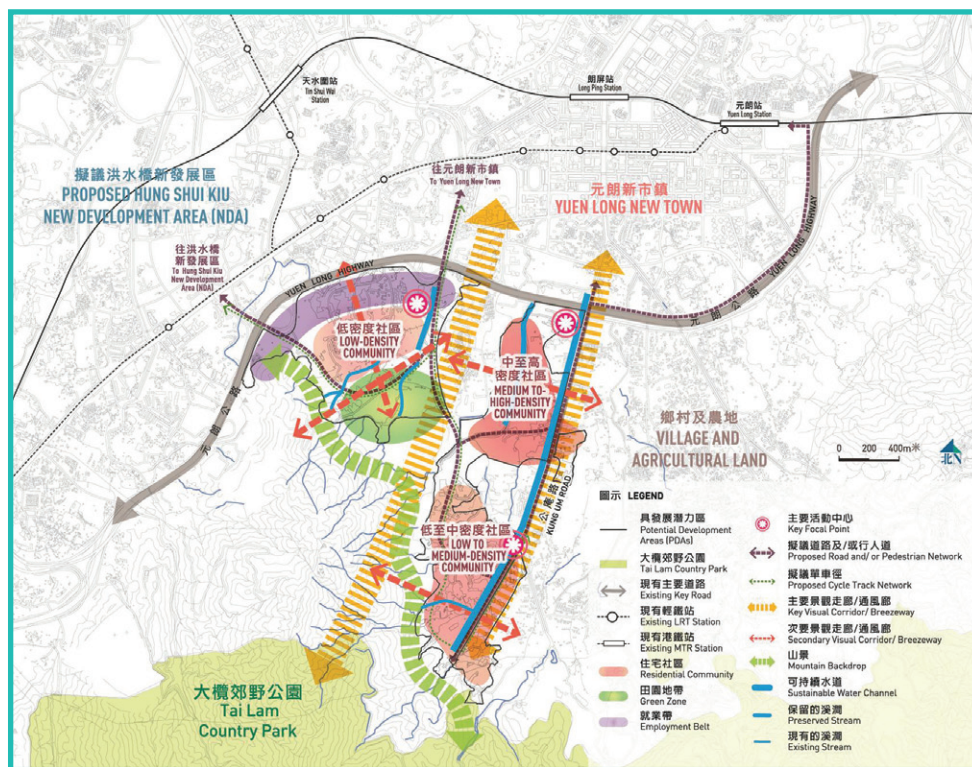 天水圍站
Tin Shui Wai
Station
朗屏站
Long Ping Station
元朗站
Yuen Long Station
擬議洪水橋新發展區
PROPOSED HUNG SHUI KIU
NEW DEVELOPMENT AREA (NDA)
往元朗新市鎮
To Yuen Long New Town
元朗新市鎮
YUEN LONG NEW TOWN
往洪水橋
新發展區
To Hung Shui Kiu
New Development
Area (NDA)
YUEN LONG HIGHWAY
YUEN LONG HIGHWAY
元朗公路
元朗公路
低密度社區
LOW-DENSITY
COMMUNITY
中至高
密度社區
MEDIUM TO-
HIGH-DENSITY
COMMUNITY
鄉村及農地
VILLAGE AND
AGRICULTURAL LAND
公庵路
KUNG UM ROAD
低至中密度社區
LOW TO
MEDIUM-DENSITY
COMMUNITY
大欖郊野公園
Tai Lam
Country Park
0 200 400m米
北N
圖示 LEGEND
具發展潛力區
Potential Development
Areas (PDAs)
大欖郊野公園
Tai Lam Country Park
現有主要道路
Existing Key Road
現有輕鐵站
Existing LRT Station
現有港鐵站
Existing MTR Station
住宅社區
Residential Community
田園地帶
Green Zone
就業帶
Employment Belt
主要活動中心
Key Focal Point
擬議道路及/或行人道
Proposed Road and/ or Pedestrian Network
擬議單車徑
Proposed Cycle Track Network
主要景觀走廊/通風廊
Key Visual Corridor/ Breezeway
次要景觀走廊/通風廊
Secondary Visual Corridor/ Breezeway
山景
Mountain Backdrop
可持續水道
Sustainable Water Channel
保留的溪澗
Preserved Stream
現有的溪澗
Existing Stream